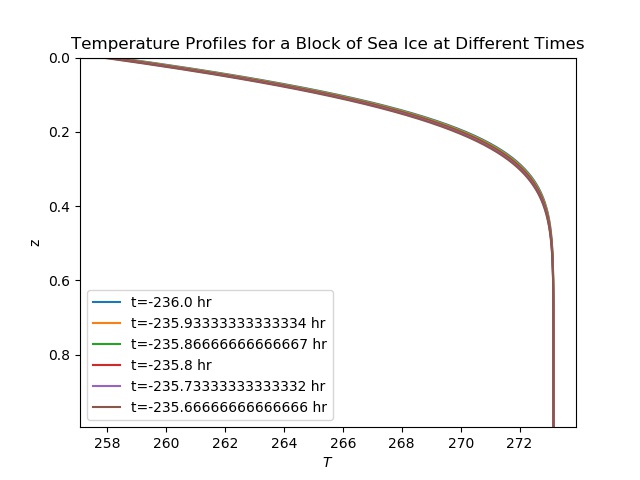 Temperature Profiles for a Block of Sea Ice at Different Times
0.0
0.2
0.4
z
0.6
0.8
t=-236.0 hr
t=-235.93333333333334 hr
t=-235.86666666666667 hr
t=-235.8 hr
t=-235.73333333333332 hr
t=-235.66666666666666 hr
258 260 262 264 266 268 270 272
T